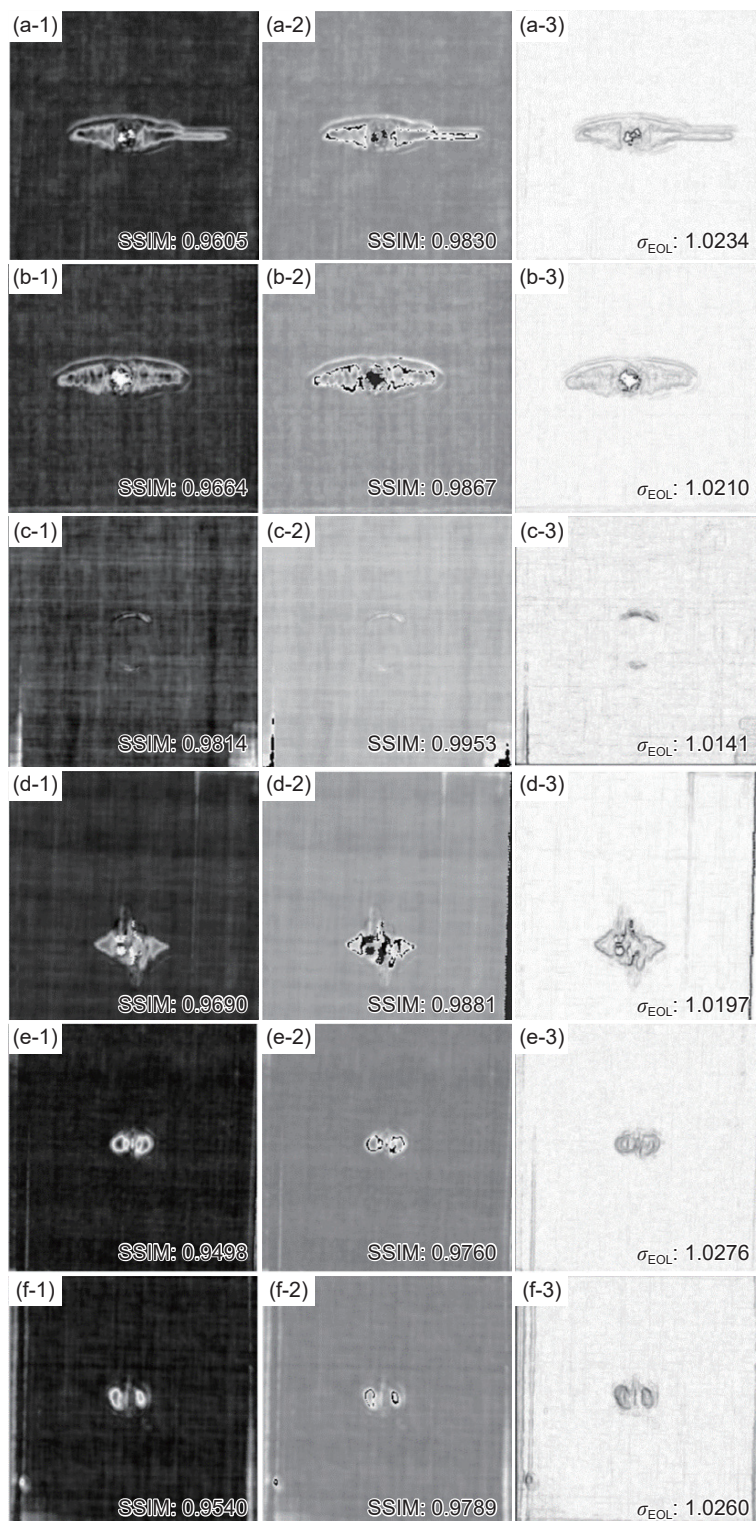 (a-1) (a-2) (a-3)
SSIM: 0.9605 SSIM: 0.9830 σEOL: 1.0234
(b-1) (b-2) (b-3)
SSIM: 0.9664 SSIM: 0.9867 σEOL: 1.0210
(c-1) (c-2) (c-3)
SSIM: 0.9814 SSIM: 0.9953 σEOL: 1.0141
(d-1) (d-2) (d-3)
SSIM: 0.9690 SSIM: 0.9881 σEOL: 1.0197
(e-1) (e-2) (e-3)
SSIM: 0.9498 SSIM: 0.9760 σEOL: 1.0276
(f-1) (f-2) (f-3)
SSIM: 0.9540 SSIM: 0.9789 σEOL: 1.0260